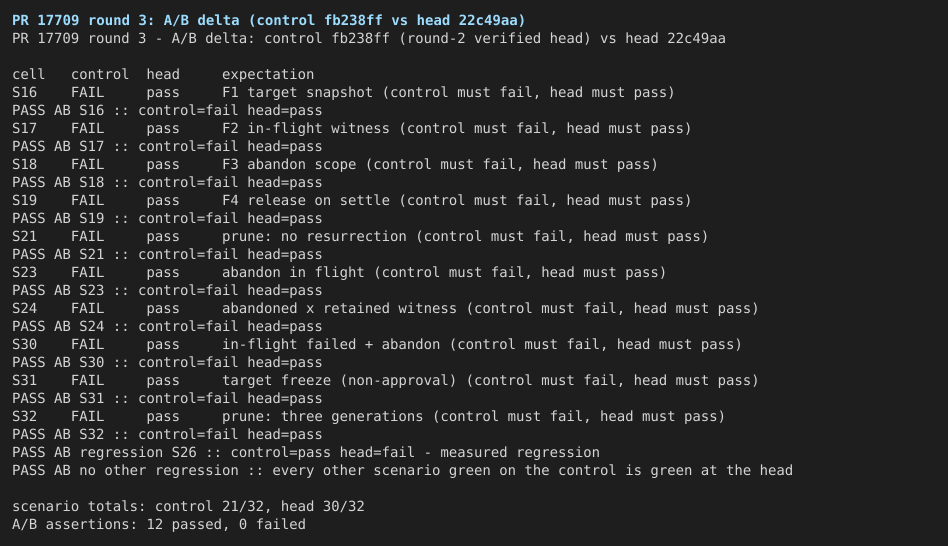 PR 17709 round 3: A/B delta (control fb238ff vs head 22c49aa)
PR 17709 round 3 - A/B delta: control fb238ff (round-2 verified head) vs head 22c49aa
cell control head expectation
S16 FAIL pass F1 target snapshot (control must fail, head must pass)
PASS AB S16 :: control=fail head=pass
S17 FAIL pass F2 in-flight witness (control must fail, head must pass)
PASS AB S17 :: control=fail head=pass
S18 FAIL pass F3 abandon scope (control must fail, head must pass)
PASS AB S18 :: control=fail head=pass
S19 FAIL pass F4 release on settle (control must fail, head must pass)
PASS AB S19 :: control=fail head=pass
S21 FAIL pass prune: no resurrection (control must fail, head must pass)
PASS AB S21 :: control=fail head=pass
S23 FAIL pass abandon in flight (control must fail, head must pass)
PASS AB S23 :: control=fail head=pass
S24 FAIL pass abandoned x retained witness (control must fail, head must pass)
PASS AB S24 :: control=fail head=pass
S30 FAIL pass in-flight failed + abandon (control must fail, head must pass)
PASS AB S30 :: control=fail head=pass
S31 FAIL pass target freeze (non-approval) (control must fail, head must pass)
PASS AB S31 :: control=fail head=pass
S32 FAIL pass prune: three generations (control must fail, head must pass)
PASS AB S32 :: control=fail head=pass
PASS AB regression S26 :: control=pass head=fail - measured regression
PASS AB no other regression :: every other scenario green on the control is green at the head
scenario totals: control 21/32, head 30/32
A/B assertions: 12 passed, 0 failed